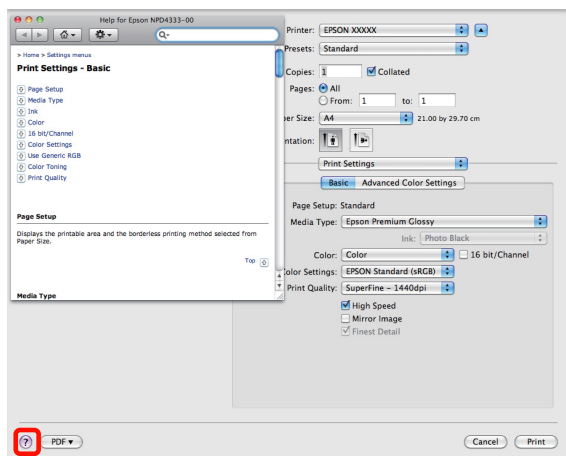 Help for Epson NPD4333-00
> Home > Settings menus
Print Settings - Basic
Page Setup
Media Type
Ink
Color
16 bit/Channel
Color Settings
Use Generic RGB
Color Toning
Print Quality
Page Setup
Displays the printable area and the borderless printing method selected from
Paper Size.
Top
Media Type
Printer: EPSON XXXXX
Presets: Standard
Copies: 1 Collated
Pages: All
From: 1 to: 1
er Size: A4 21.00 by 29.70 cm
ntation:
Print Settings
Basic Advanced Color Settings
Page Setup: Standard
Media Type: Epson Premium Glossy
Ink: Photo Black
Color: Color 16 bit/Channel
Color Settings: EPSON Standard (sRGB)
Print Quality: SuperFine - 1440dpi
High Speed
Mirror Image
Finest Detail
? PDF▼ Cancel Print